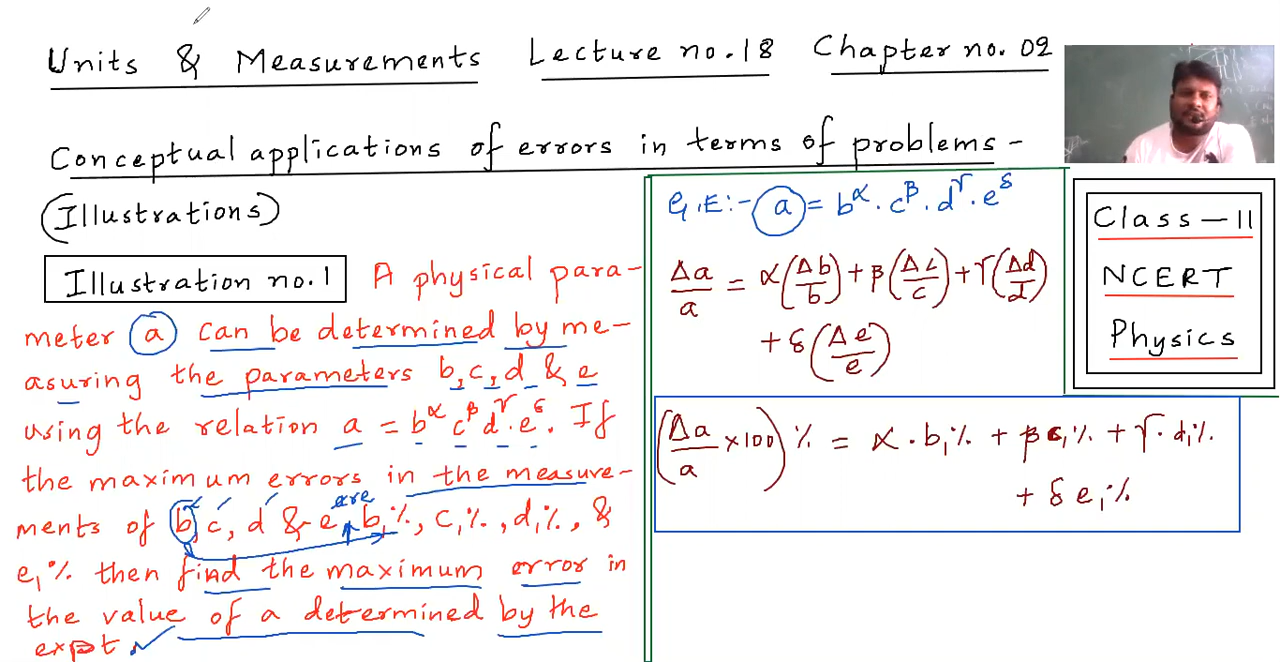 Units & Measurements Lecture no.18 Chapter no. 02
Conceptual applications of errors in terms of problems -
(Illustrations)
Illustration no.1 A physical para-
meter a can be determined by me-
asuring the parameters b, c, d & e
using the relation a = b^α c^β d^γ. e^δ. If
the maximum errors in the measure-
ments of b, c, d & e are b₁%, c₁%, d₁%, &
e₁% then find the maximum error in
the value of a determined by the
expt.
G.E:- a = b^α . c^β . d^γ . e^δ
Δa/a = α(Δb/b) + β(Δc/c) + γ(Δd/d)
+ δ(Δe/e)
(Δa/a × 100)% = α . b₁% + β c₁% + γ . d₁%
+ δ e₁%
Class - 11
NCERT
Physics